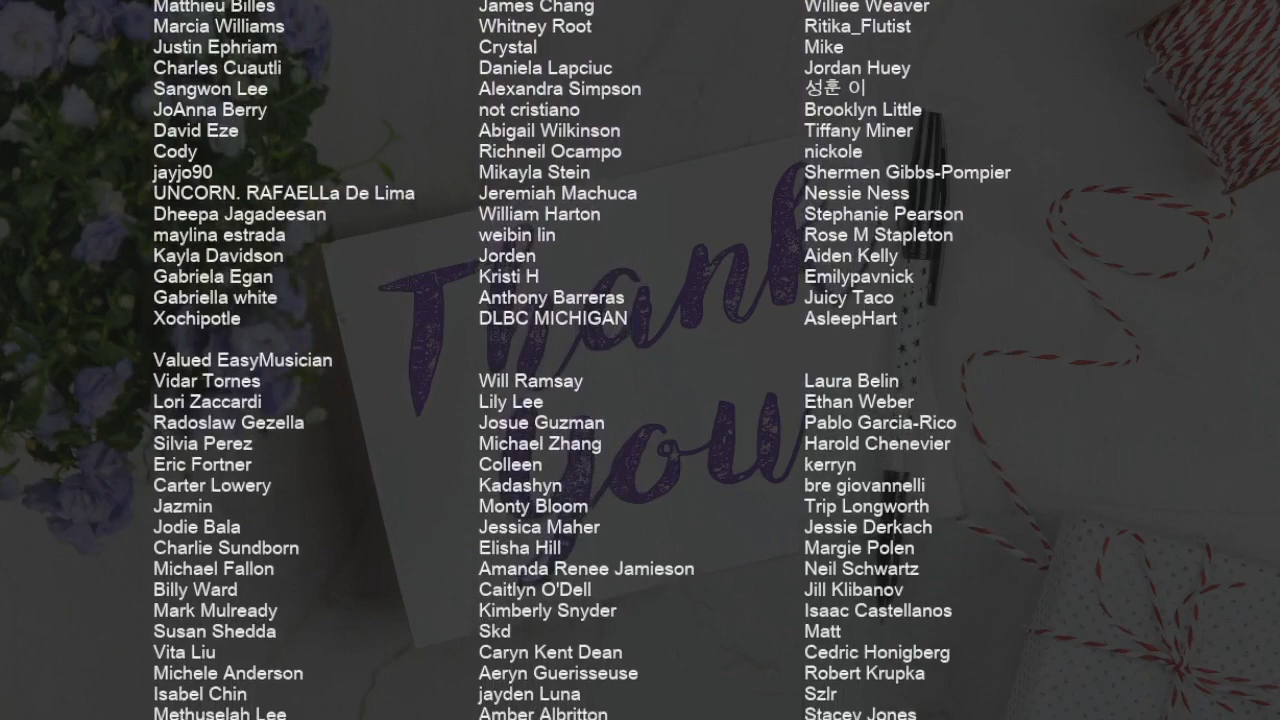 Matthieu Billes James Chang Williee Weaver
Marcia Williams Whitney Root Ritika_Flutist
Justin Ephriam Crystal Mike
Charles Cuautli Daniela Lapciuc Jordan Huey
Sangwon Lee Alexandra Simpson 성훈 이
JoAnna Berry not cristiano Brooklyn Little
David Eze Abigail Wilkinson Tiffany Miner
Cody Richneil Ocampo nickole
jayjo90 Mikayla Stein Shermen Gibbs-Pompier
UNCORN. RAFAELLa De Lima Jeremiah Machuca Nessie Ness
Dheepa Jagadeesan William Harton Stephanie Pearson
maylina estrada weibin lin Rose M Stapleton
Kayla Davidson Jorden Aiden Kelly
Gabriela Egan Kristi H Emilypavnick
Gabriella white Anthony Barreras Juicy Taco
Xochipotle DLBC MICHIGAN AsleepHart
Thank
Valued EasyMusician
Vidar Tornes Will Ramsay Laura Belin
Lori Zaccardi Lily Lee Ethan Weber
Radoslaw Gezella Josue Guzman Pablo Garcia-Rico
Silvia Perez Michael Zhang Harold Chenevier
Eric Fortner Colleen kerryn
Carter Lowery Kadashyn bre giovannelli
you
Jazmin Monty Bloom Trip Longworth
Jodie Bala Jessica Maher Jessie Derkach
Charlie Sundborn Elisha Hill Margie Polen
Michael Fallon Amanda Renee Jamieson Neil Schwartz
Billy Ward Caitlyn O'Dell Jill Klibanov
Mark Mulready Kimberly Snyder Isaac Castellanos
Susan Shedda Skd Matt
Vita Liu Caryn Kent Dean Cedric Honigberg
Michele Anderson Aeryn Guerisseuse Robert Krupka
Isabel Chin jayden Luna Szlr
Methuselah Lee Amber Albritton Stacey Jones